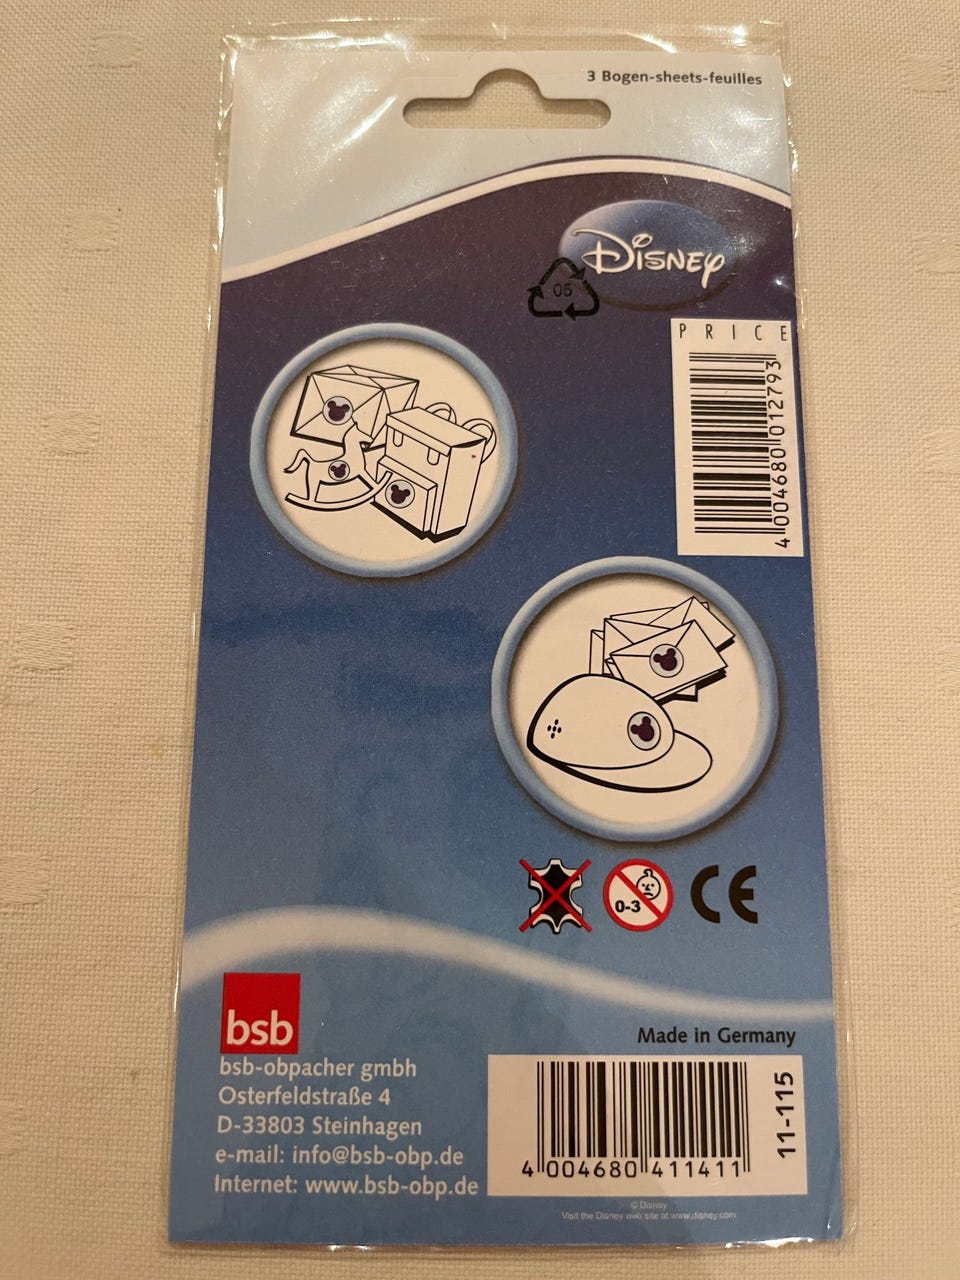 3 Bogen-sheets-feuilles
Disney
05
PRICE
4 004680 012793
0-3
CE
bsb
Made in Germany
bsb-obpacher gmbh
Osterfeldstraße 4
D-33803 Steinhagen
e-mail: info@bsb-obp.de
Internet: www.bsb-obp.de
4 004680 411411
11-115
© Disney
Visit the Disney web site at www.disney.com